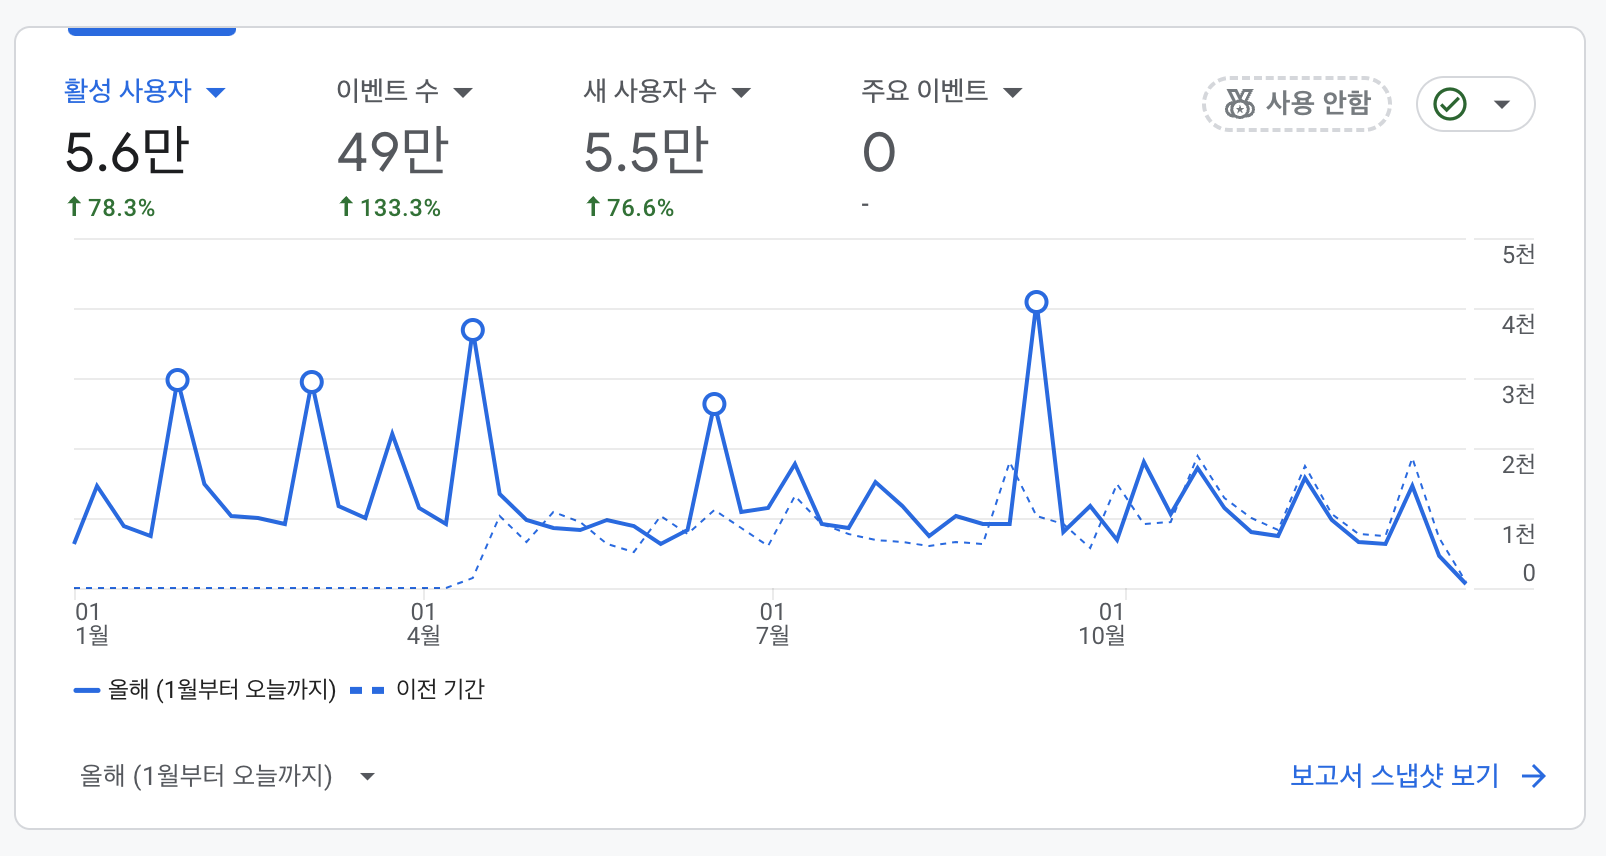 활성 사용자
5.6만
↑ 78.3%
이벤트 수
49만
↑ 133.3%
새 사용자 수
5.5만
↑ 76.6%
주요 이벤트
0
-
사용 안함
5천
4천
3천
2천
1천
0
01
1월
01
4월
01
7월
01
10월
올해 (1월부터 오늘까지) 이전 기간
올해 (1월부터 오늘까지)
보고서 스냅샷 보기 →